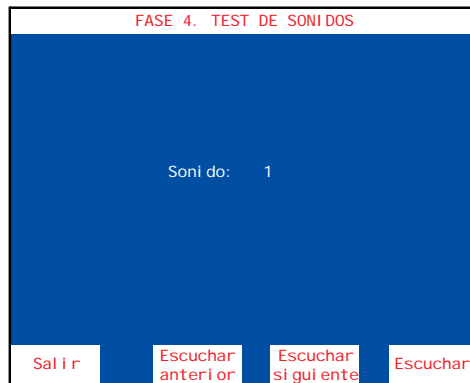 FASE 4. TEST DE SONIDOS
Sonido: 1
Salir
Escuchar
anterior
Escuchar
siguiente
Escuchar